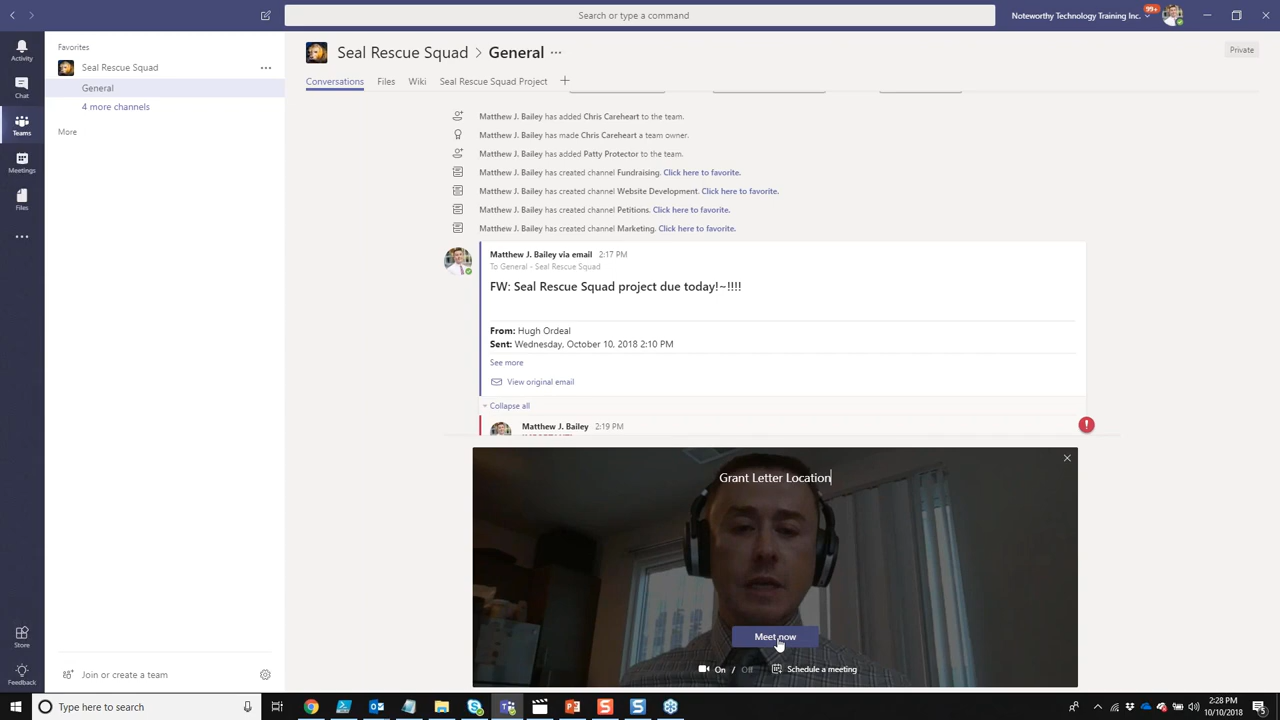 Search or type a command
Noteworthy Technology Training Inc.
99+
Activity
Chat
Teams
Meetings
Files
Store
Feedback
Favorites
Seal Rescue Squad
General
4 more channels
More
Join or create a team
Seal Rescue Squad > General
Private
Conversations Files Wiki Seal Rescue Squad Project
Matthew J. Bailey has added Chris Careheart to the team.
Matthew J. Bailey has made Chris Careheart a team owner.
Matthew J. Bailey has added Patty Protector to the team.
Matthew J. Bailey has created channel Fundraising. Click here to favorite.
Matthew J. Bailey has created channel Website Development. Click here to favorite.
Matthew J. Bailey has created channel Petitions. Click here to favorite.
Matthew J. Bailey has created channel Marketing. Click here to favorite.
Matthew J. Bailey via email 2:17 PM
To General - Seal Rescue Squad
FW: Seal Rescue Squad project due today!~!!!!
From: Hugh Ordeal
Sent: Wednesday, October 10, 2018 2:10 PM
See more
View original email
Collapse all
Matthew J. Bailey 2:19 PM
Grant Letter Location
Meet now
On / Off Schedule a meeting
Type here to search
2:28 PM
10/10/2018